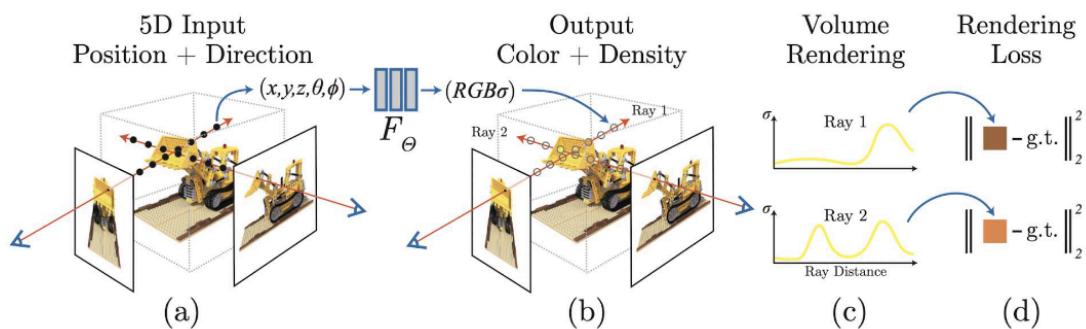 5D Input
Position + Direction
Output
Color + Density
Volume
Rendering
Rendering
Loss
(x,y,z,θ,ϕ)
F_Θ
(RGBσ)
Ray 1
Ray 2
σ
Ray 1
‖ - g.t. ‖₂²
σ
Ray 2
Ray Distance
‖ - g.t. ‖₂²
(a)
(b)
(c)
(d)